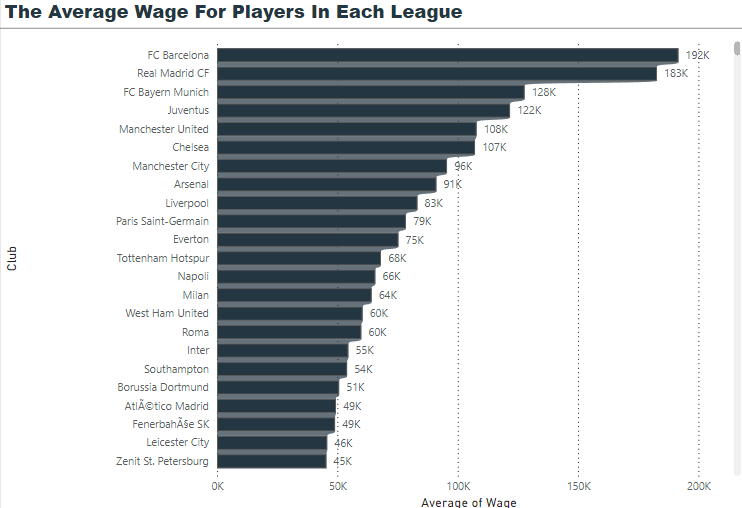 The Average Wage For Players In Each League
FC Barcelona 192K
Real Madrid CF 183K
FC Bayern Munich 128K
Juventus 122K
Manchester United 108K
Chelsea 107K
Manchester City 96K
Arsenal 91K
Liverpool 83K
Paris Saint-Germain 79K
Everton 75K
Tottenham Hotspur 68K
Napoli 66K
Milan 64K
West Ham United 60K
Roma 60K
Inter 55K
Southampton 54K
Borussia Dortmund 51K
AtlÃ©tico Madrid 49K
FenerbahÃ§e SK 49K
Leicester City 46K
Zenit St. Petersburg 45K
Club
0K 50K 100K 150K 200K
Average of Wage